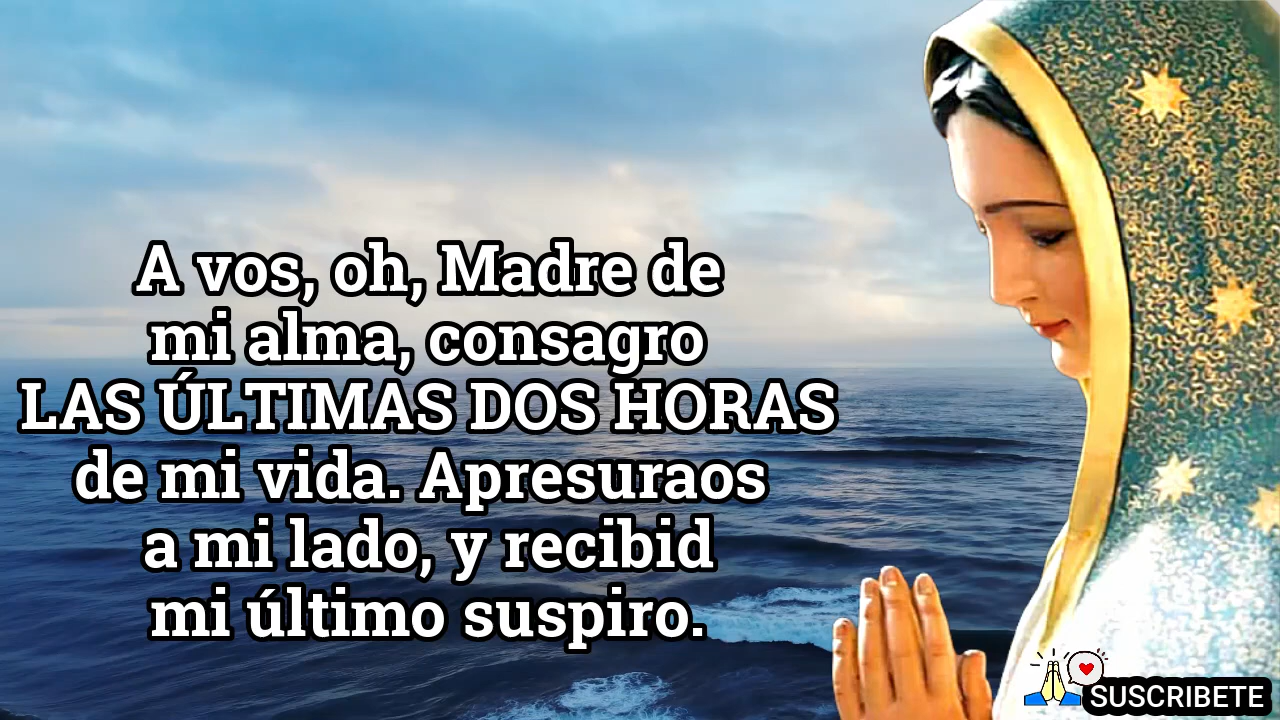 A vos, oh, Madre de
mi alma, consagro
LAS ÚLTIMAS DOS HORAS
de mi vida. Apresuraos
a mi lado, y recibid
mi último suspiro.
SUSCRIBETE